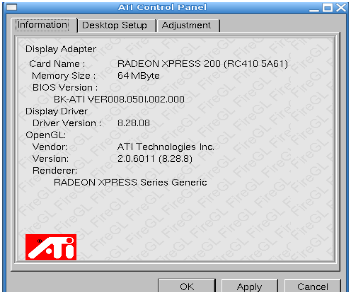 ATI Control Panel
Information Desktop Setup Adjustment
Display Adapter
Card Name : RADEON XPRESS 200 (RC410 5A61)
Memory Size : 64 MByte
BIOS Version :
BK-ATI VER008.050I.002.000
Display Driver
Driver Version : 8.28.08
OpenGL:
Vendor: ATI Technologies Inc.
Version: 2.0.6011 (8.28.8)
Renderer:
RADEON XPRESS Series Generic
ATi
OK Apply Cancel